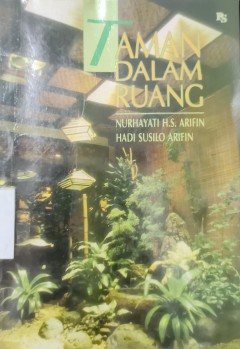 PS
TAMAN
DALAM
RUANG
NURHAYATI H.S. ARIFIN
HADI SUSILO ARIFIN